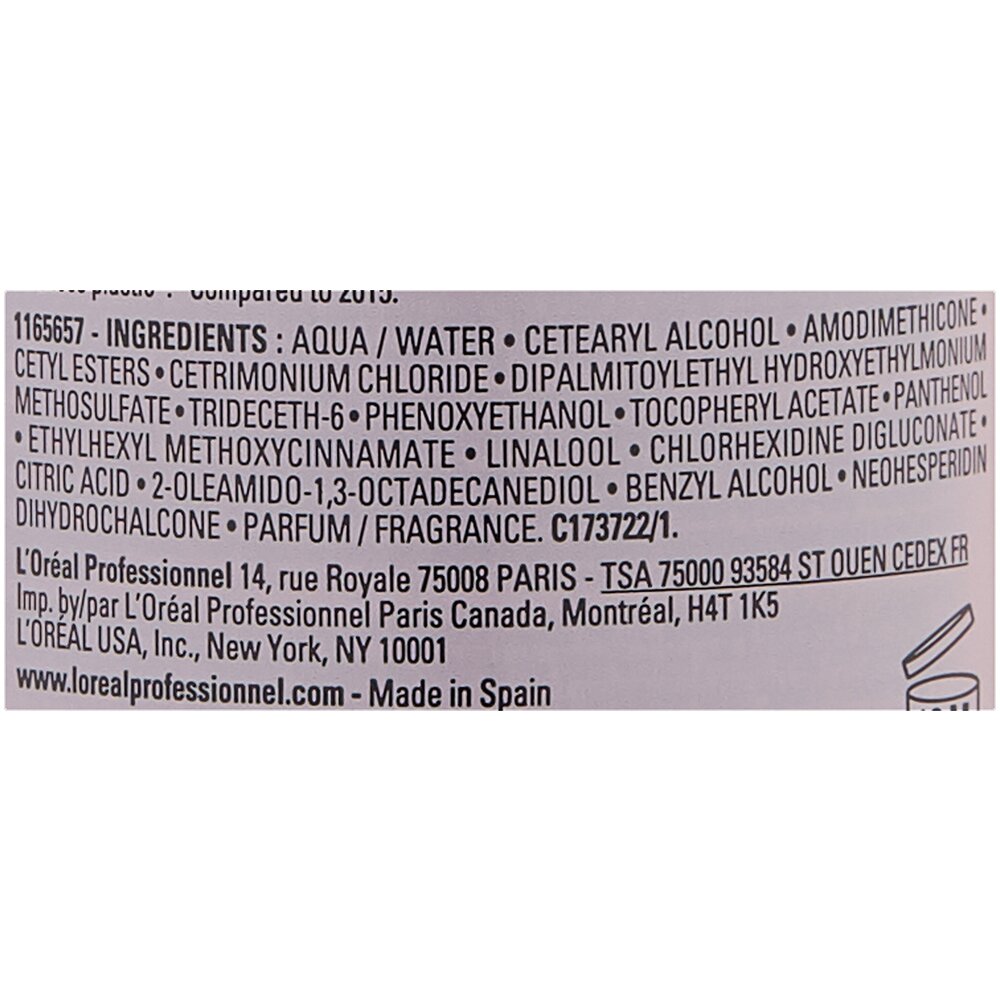 plastic . Compared to 2015.
1165657 - INGREDIENTS : AQUA / WATER • CETEARYL ALCOHOL • AMODIMETHICONE •
CETYL ESTERS • CETRIMONIUM CHLORIDE • DIPALMITOYLETHYL HYDROXYETHYLMONIUM
METHOSULFATE • TRIDECETH-6 • PHENOXYETHANOL • TOCOPHERYL ACETATE • PANTHENOL
• ETHYLHEXYL METHOXYCINNAMATE • LINALOOL • CHLORHEXIDINE DIGLUCONATE •
CITRIC ACID • 2-OLEAMIDO-1,3-OCTADECANEDIOL • BENZYL ALCOHOL • NEOHESPERIDIN
DIHYDROCHALCONE • PARFUM / FRAGRANCE. C173722/1.
L'Oréal Professionnel 14, rue Royale 75008 PARIS - TSA 75000 93584 ST OUEN CEDEX FR
Imp. by/par L'Oréal Professionnel Paris Canada, Montréal, H4T 1K5
L'ORÉAL USA, Inc., New York, NY 10001
www.lorealprofessionnel.com - Made in Spain